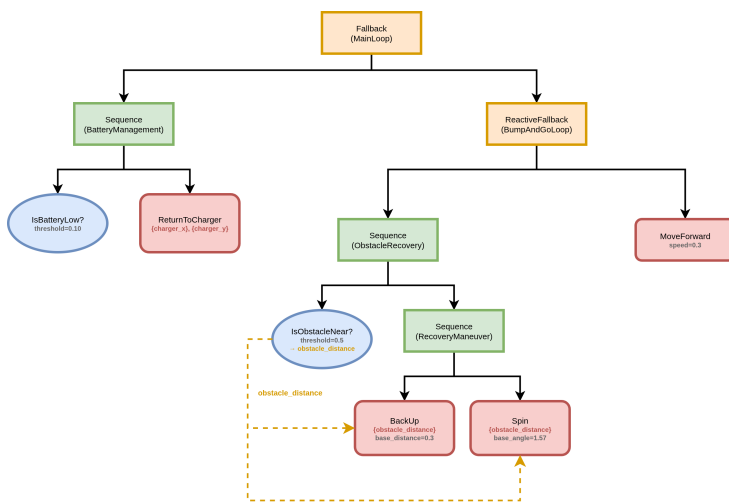 Fallback
(MainLoop)
Sequence
(BatteryManagement)
ReactiveFallback
(BumpAndGoLoop)
IsBatteryLow?
threshold=0.10
ReturnToCharger
{charger_x}, {charger_y}
Sequence
(ObstacleRecovery)
MoveForward
speed=0.3
IsObstacleNear?
threshold=0.5
→ obstacle_distance
Sequence
(RecoveryManeuver)
obstacle_distance
BackUp
{obstacle_distance}
base_distance=0.3
Spin
{obstacle_distance}
base_angle=1.57